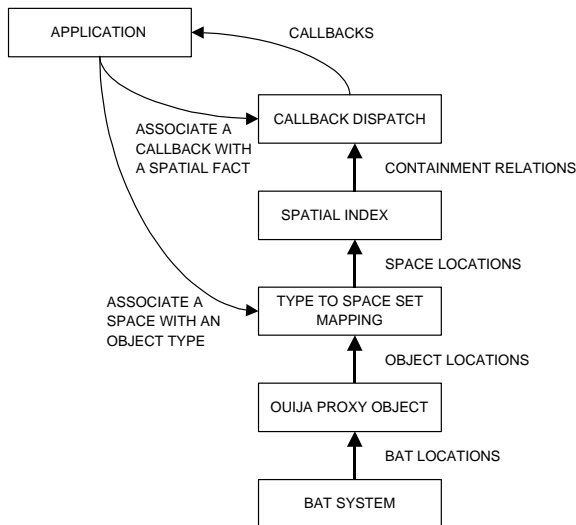 APPLICATION
CALLBACKS
CALLBACK DISPATCH
ASSOCIATE A
CALLBACK WITH
A SPATIAL FACT
CONTAINMENT RELATIONS
SPATIAL INDEX
SPACE LOCATIONS
ASSOCIATE A
SPACE WITH AN
OBJECT TYPE
TYPE TO SPACE SET
MAPPING
OBJECT LOCATIONS
OUIJA PROXY OBJECT
BAT LOCATIONS
BAT SYSTEM